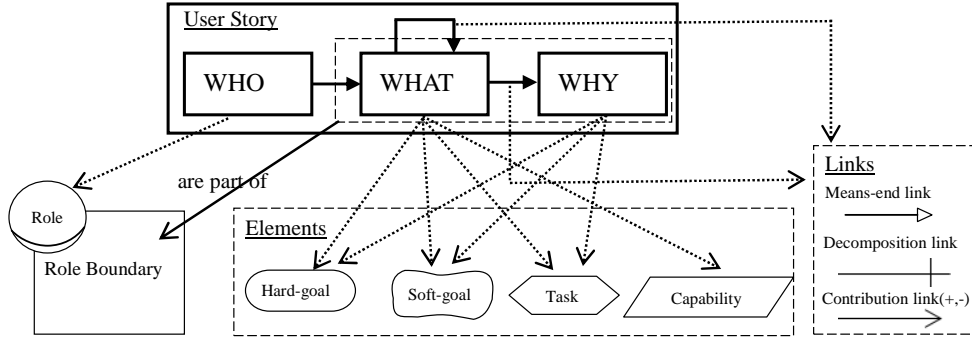 User Story
WHO
WHAT
WHY
are part of
Role
Role Boundary
Elements
Hard-goal
Soft-goal
Task
Capability
Links
Means-end link
Decomposition link
Contribution link(+,-)